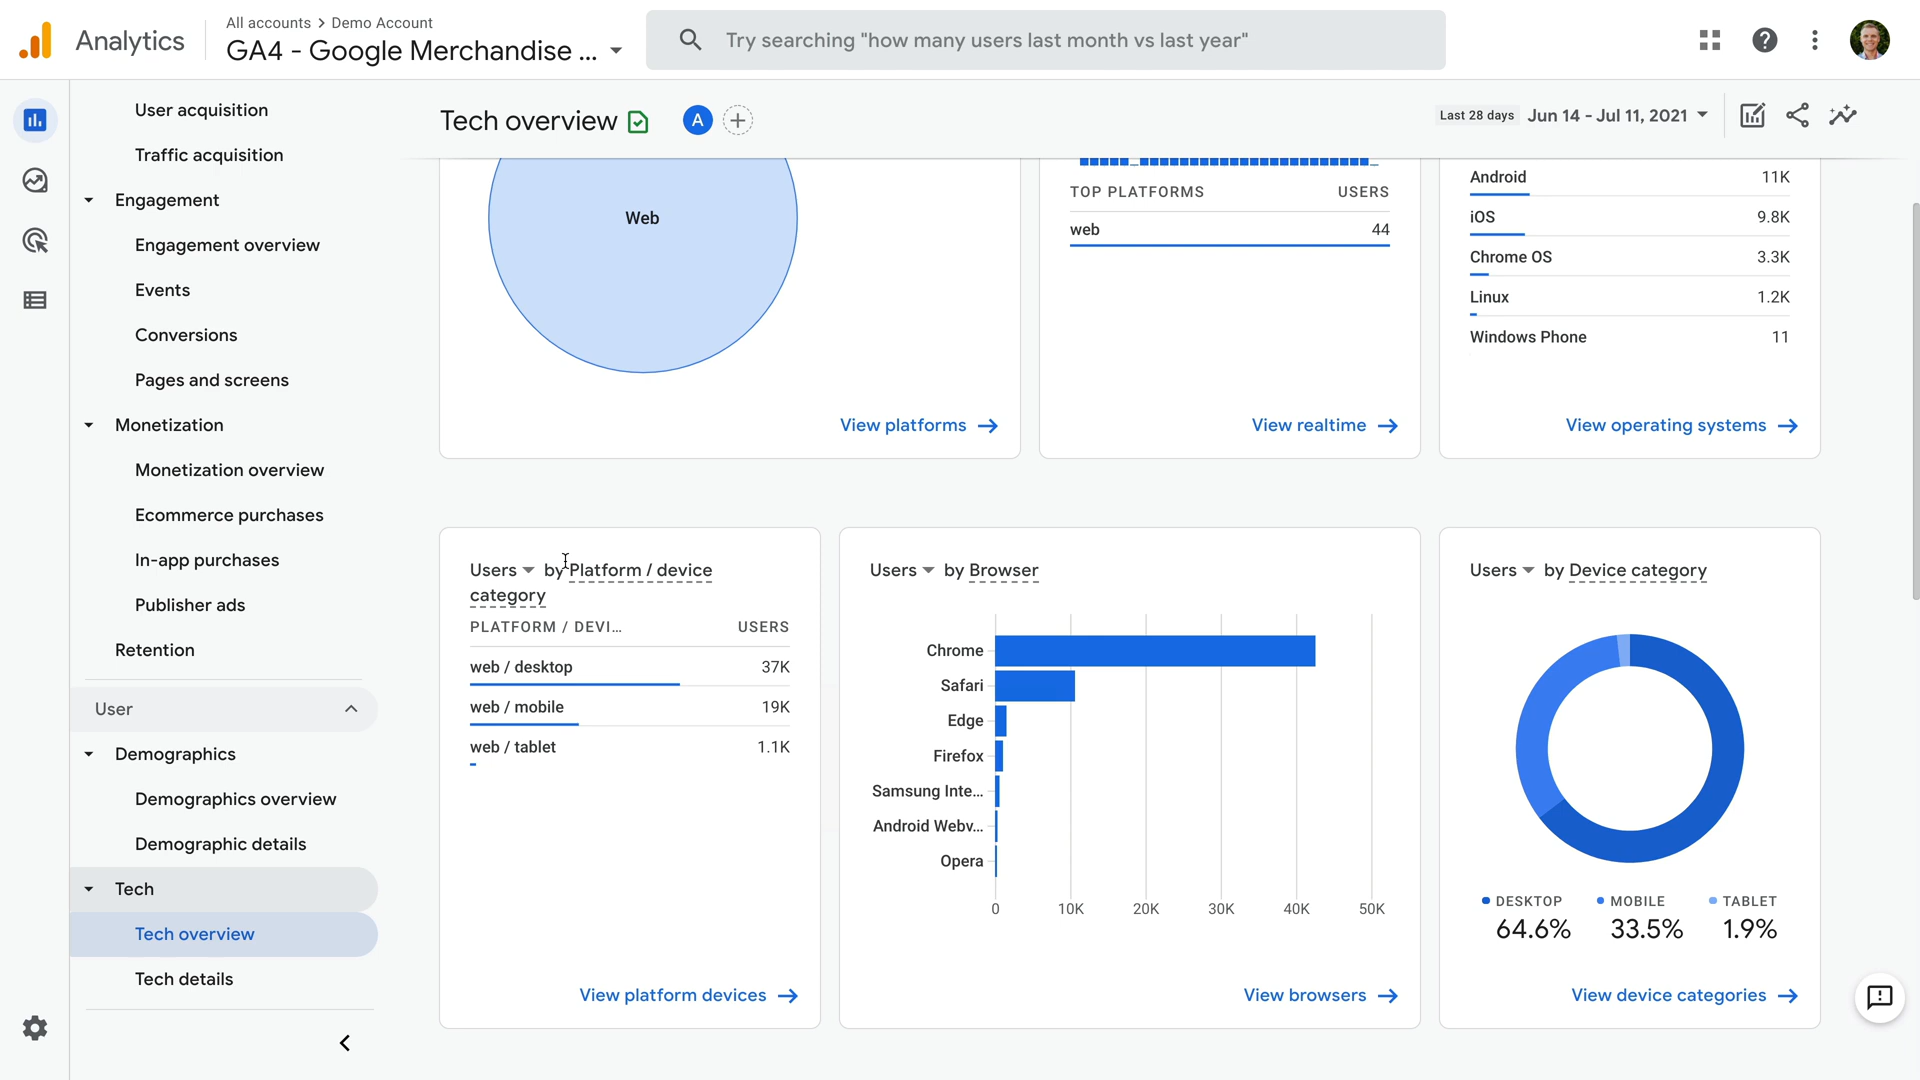 Analytics
All accounts > Demo Account
GA4 - Google Merchandise ...
Try searching "how many users last month vs last year"
User acquisition
Traffic acquisition
Engagement
Engagement overview
Events
Conversions
Pages and screens
Monetization
Monetization overview
Ecommerce purchases
In-app purchases
Publisher ads
Retention
User
Demographics
Demographics overview
Demographic details
Tech
Tech overview
Tech details
Tech overview
A
Last 28 days Jun 14 - Jul 11, 2021
Web
View platforms
TOP PLATFORMS USERS
web 44
View realtime
Android 11K
iOS 9.8K
Chrome OS 3.3K
Linux 1.2K
Windows Phone 11
View operating systems
Users by Platform / device
category
PLATFORM / DEVI... USERS
web / desktop 37K
web / mobile 19K
web / tablet 1.1K
View platform devices
Users by Browser
Chrome
Safari
Edge
Firefox
Samsung Inte...
Android Webv...
Opera
0 10K 20K 30K 40K 50K
View browsers
Users by Device category
DESKTOP MOBILE TABLET
64.6% 33.5% 1.9%
View device categories